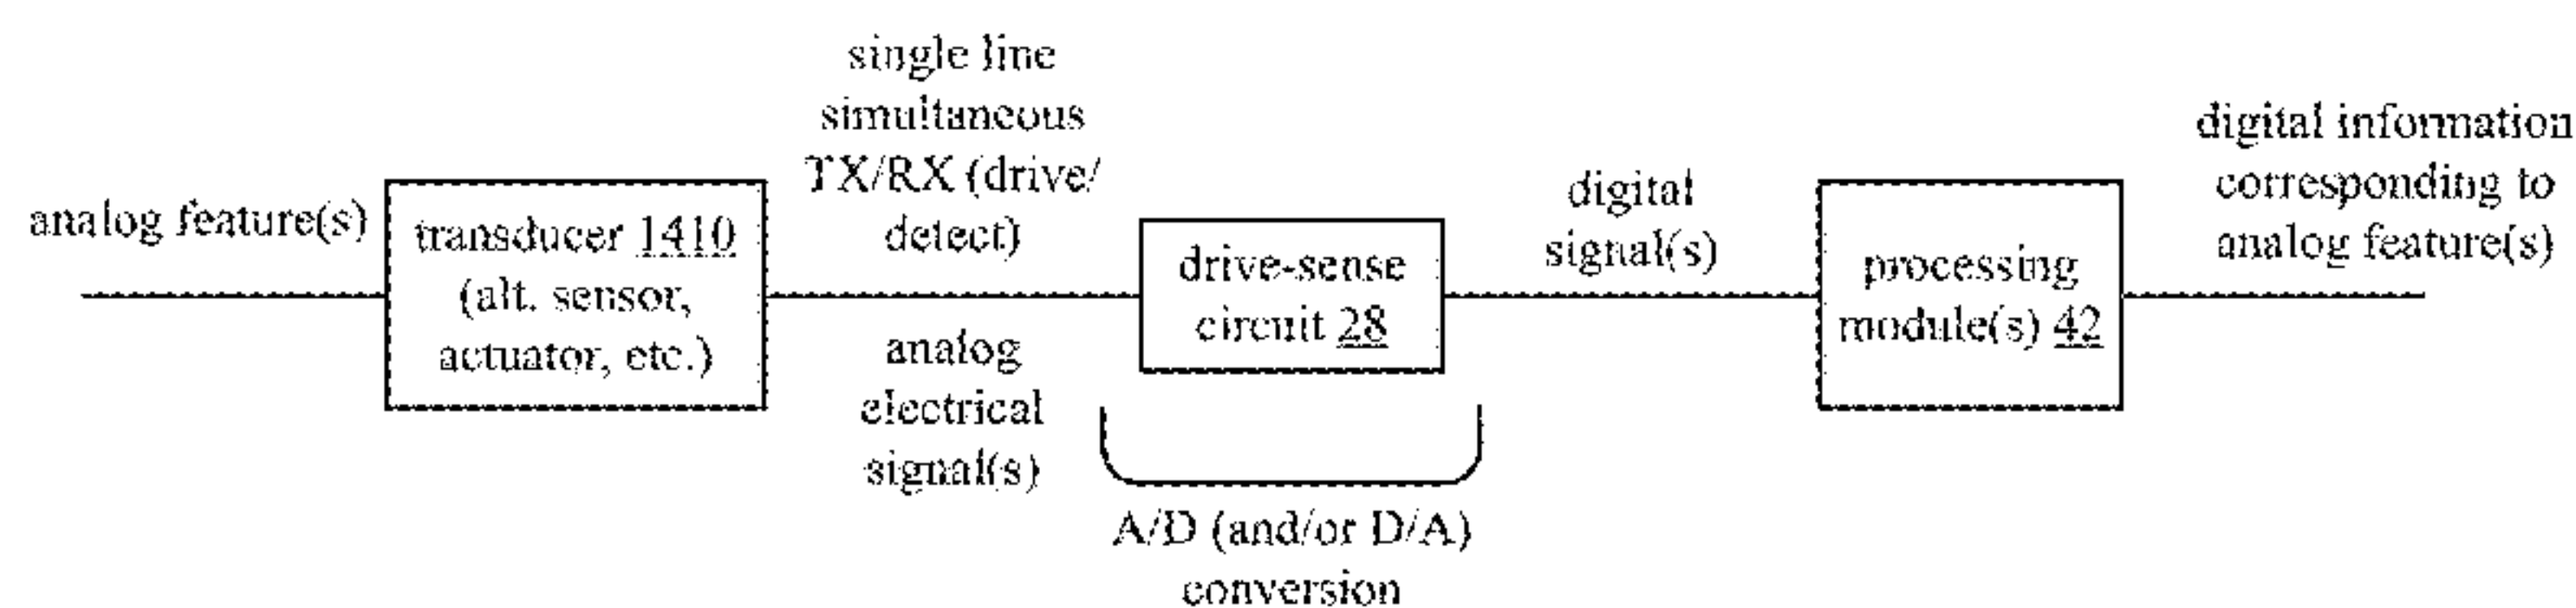 analog feature(s)
transducer 1410
(alt. sensor,
actuator, etc.)
single line
simultaneous
TX/RX (drive/
detect)
analog
electrical
signal(s)
drive-sense
circuit 28
A/D (and/or D/A)
conversion
digital
signal(s)
processing
module(s) 42
digital information
corresponding to
analog feature(s)